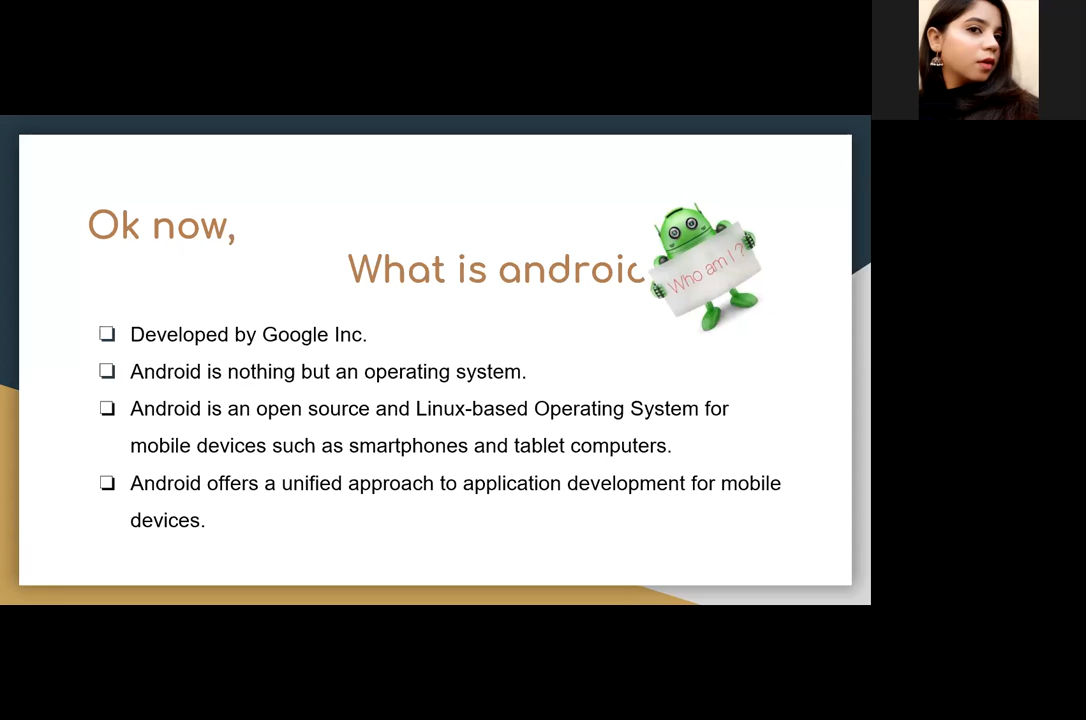 Ok now,
What is android
Who am I ?
Developed by Google Inc.
Android is nothing but an operating system.
Android is an open source and Linux-based Operating System for
mobile devices such as smartphones and tablet computers.
Android offers a unified approach to application development for mobile
devices.